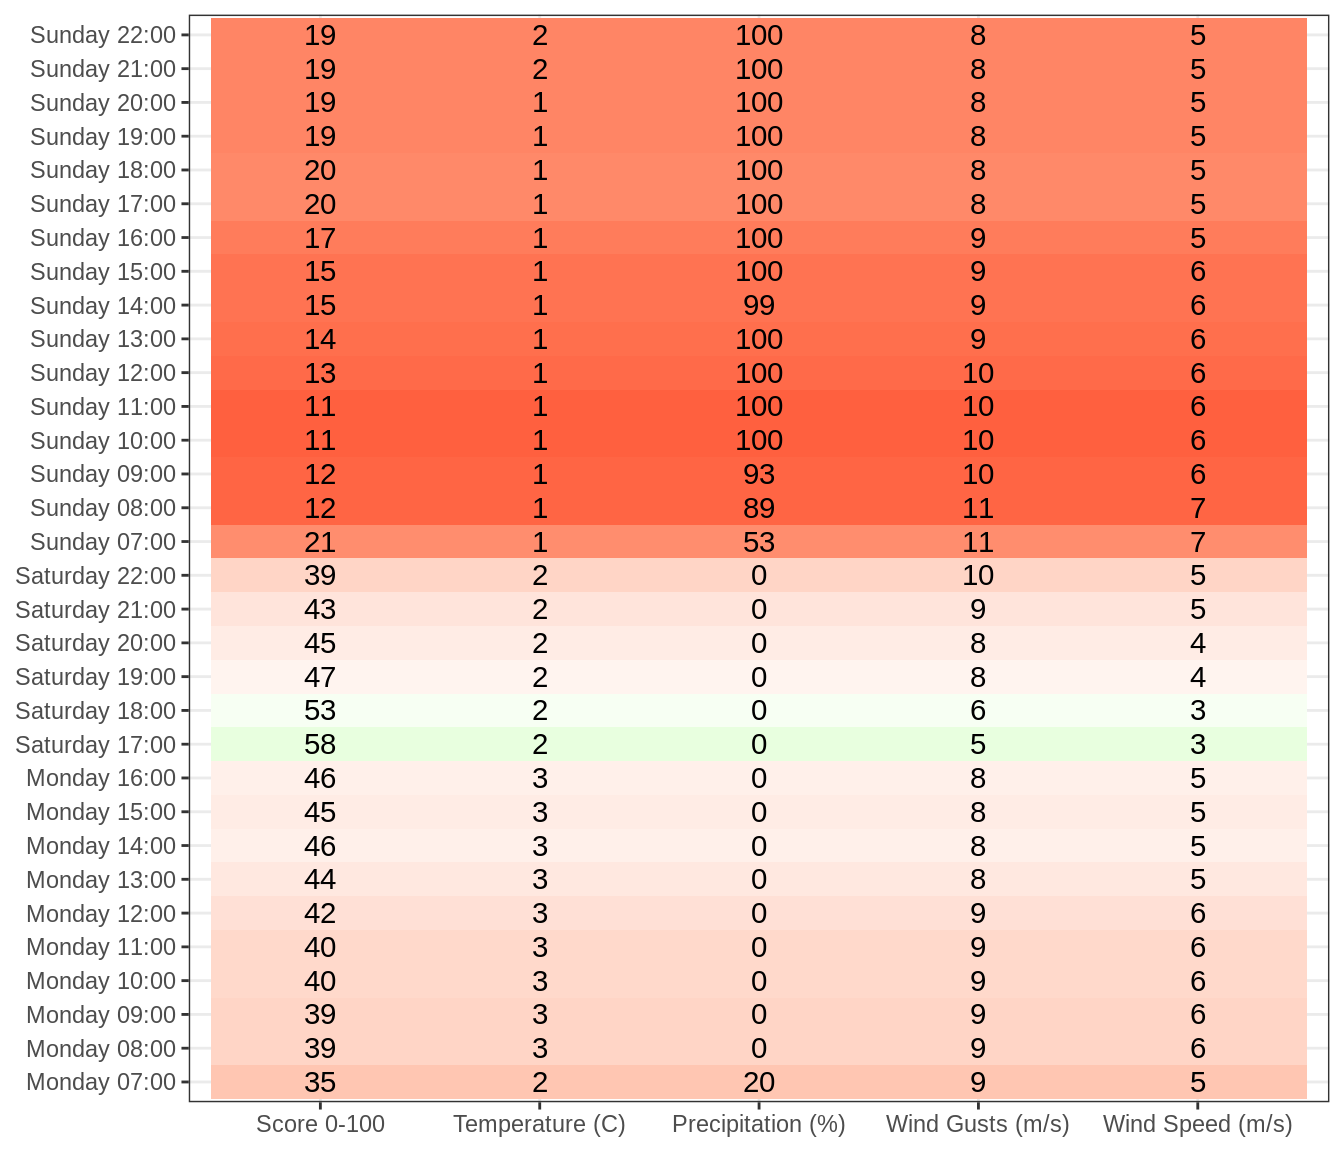 Sunday 22:00 19 2 100 8 5
Sunday 21:00 19 2 100 8 5
Sunday 20:00 19 1 100 8 5
Sunday 19:00 19 1 100 8 5
Sunday 18:00 20 1 100 8 5
Sunday 17:00 20 1 100 8 5
Sunday 16:00 17 1 100 9 5
Sunday 15:00 15 1 100 9 6
Sunday 14:00 15 1 99 9 6
Sunday 13:00 14 1 100 9 6
Sunday 12:00 13 1 100 10 6
Sunday 11:00 11 1 100 10 6
Sunday 10:00 11 1 100 10 6
Sunday 09:00 12 1 93 10 6
Sunday 08:00 12 1 89 11 7
Sunday 07:00 21 1 53 11 7
Saturday 22:00 39 2 0 10 5
Saturday 21:00 43 2 0 9 5
Saturday 20:00 45 2 0 8 4
Saturday 19:00 47 2 0 8 4
Saturday 18:00 53 2 0 6 3
Saturday 17:00 58 2 0 5 3
Monday 16:00 46 3 0 8 5
Monday 15:00 45 3 0 8 5
Monday 14:00 46 3 0 8 5
Monday 13:00 44 3 0 8 5
Monday 12:00 42 3 0 9 6
Monday 11:00 40 3 0 9 6
Monday 10:00 40 3 0 9 6
Monday 09:00 39 3 0 9 6
Monday 08:00 39 3 0 9 6
Monday 07:00 35 2 20 9 5
Score 0-100 Temperature (C) Precipitation (%) Wind Gusts (m/s) Wind Speed (m/s)